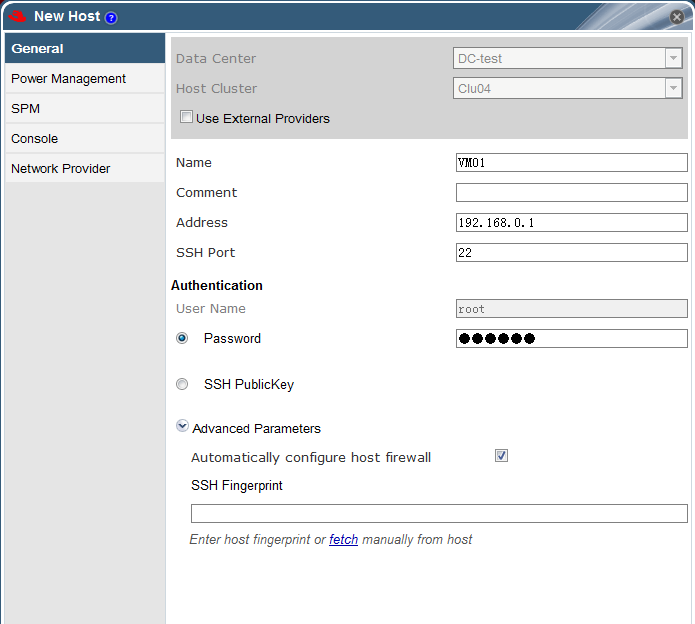 New Host ?
General
Power Management
SPM
Console
Network Provider
Data Center DC-test
Host Cluster Clu04
Use External Providers
Name VM01
Comment
Address 192.168.0.1
SSH Port 22
Authentication
User Name root
Password ●●●●●●
SSH PublicKey
Advanced Parameters
Automatically configure host firewall
SSH Fingerprint
Enter host fingerprint or fetch manually from host